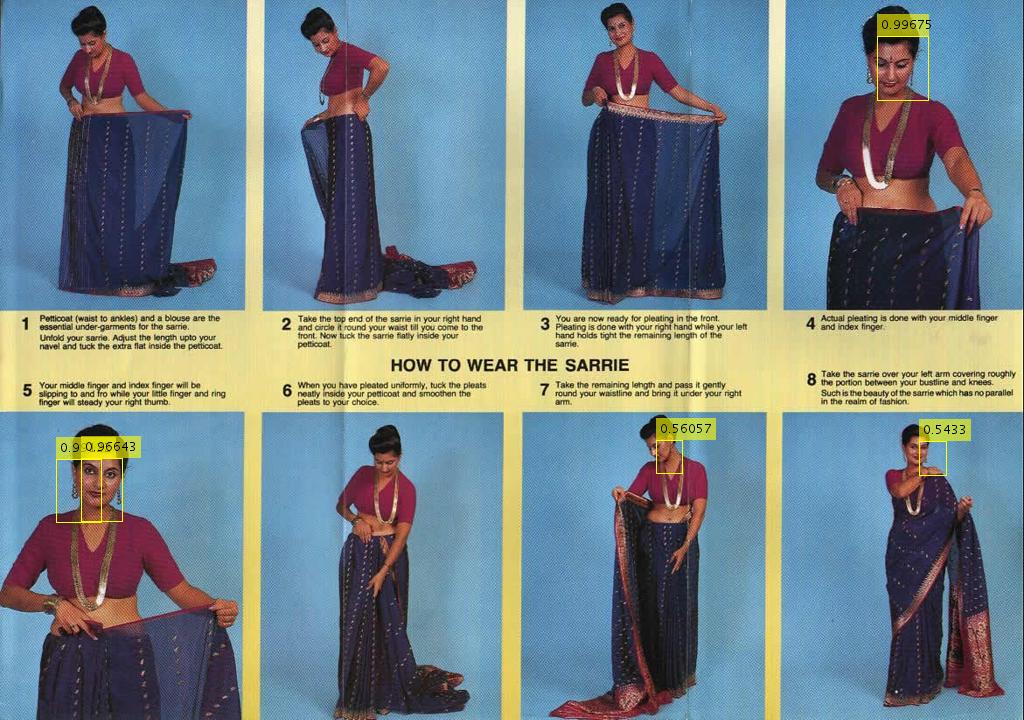 0.99675
1 Petticoat (waist to ankles) and a blouse are the
essential under-garments for the sarrie.
Unfold your sarrie. Adjust the length upto your
navel and tuck the extra flat inside the petticoat.
2 Take the top end of the sarrie in your right hand
and circle it round your waist till you come to the
front. Now tuck the sarrie flatly inside your
petticoat.
3 You are now ready for pleating in the front.
Pleating is done with your right hand while your left
hand holds tight the remaining length of the
sarrie.
4 Actual pleating is done with your middle finger
and index finger.
HOW TO WEAR THE SARRIE
5 Your middle finger and index finger will be
slipping to and fro while your little finger and ring
finger will steady your right thumb.
6 When you have pleated uniformly, tuck the pleats
neatly inside your petticoat and smoothen the
pleats to your choice.
7 Take the remaining length and pass it gently
round your waistline and bring it under your right
arm.
8 Take the sarrie over your left arm covering roughly
the portion between your bustline and knees.
Such is the beauty of the sarrie which has no parallel
in the realm of fashion.
0.96643
0.56057
0.5433